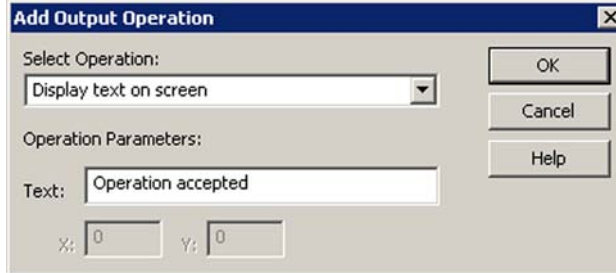 Add Output Operation
Select Operation:
Display text on screen
OK
Cancel
Operation Parameters:
Help
Text: Operation accepted
X: 0 Y: 0